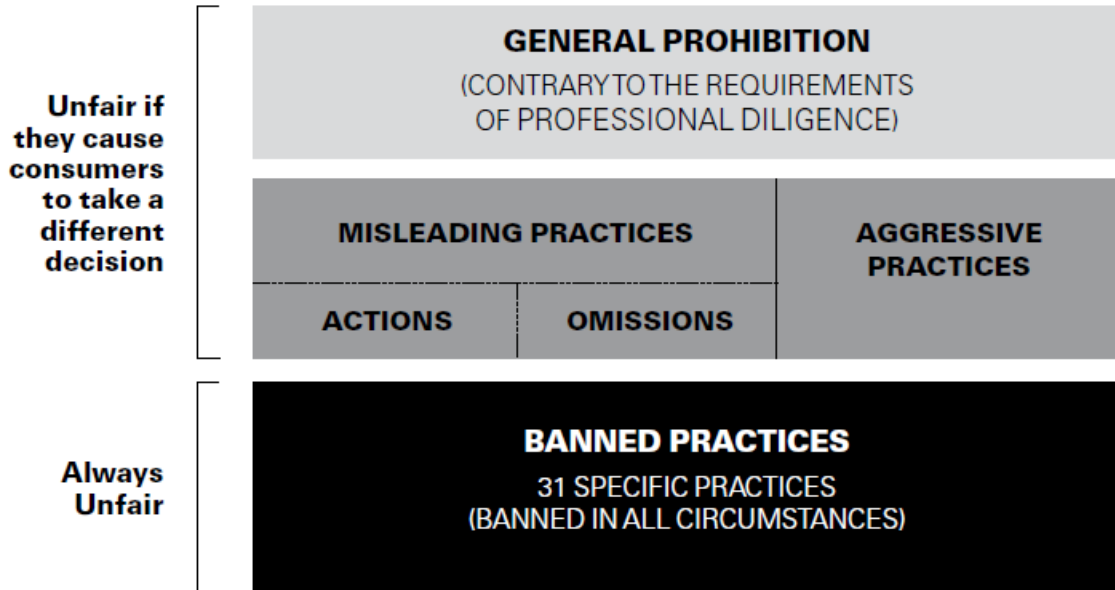 Unfair if
they cause
consumers
to take a
different
decision
GENERAL PROHIBITION
(CONTRARY TO THE REQUIREMENTS
OF PROFESSIONAL DILIGENCE)
MISLEADING PRACTICES
ACTIONS
OMISSIONS
AGGRESSIVE
PRACTICES
Always
Unfair
BANNED PRACTICES
31 SPECIFIC PRACTICES
(BANNED IN ALL CIRCUMSTANCES)